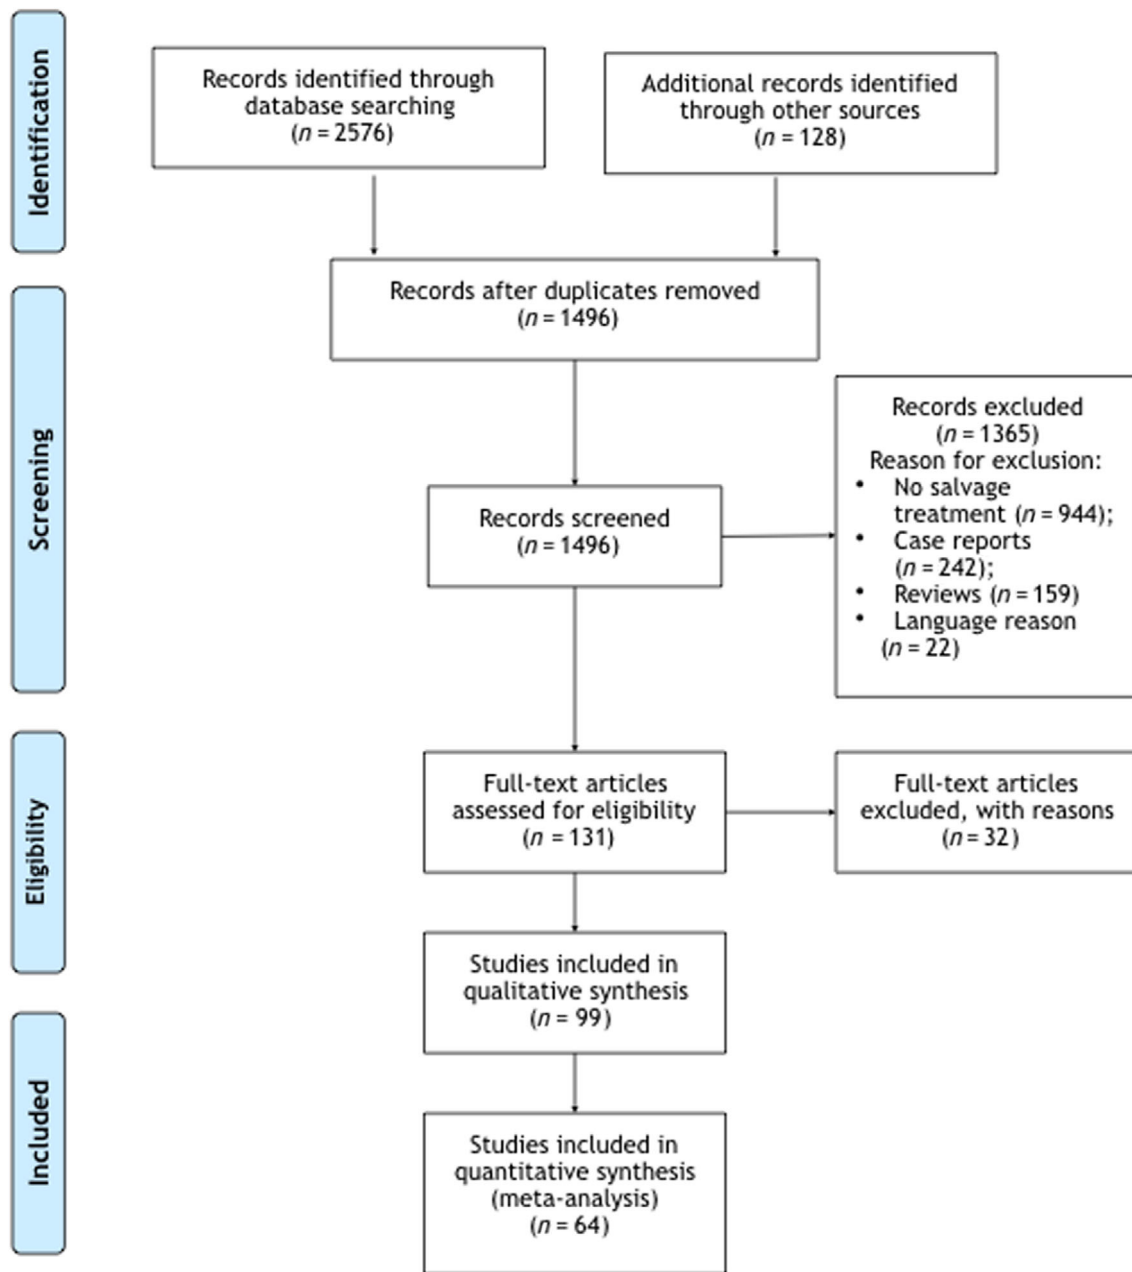 Identification
Records identified through
database searching
(n = 2576)
Additional records identified
through other sources
(n = 128)
Records after duplicates removed
(n = 1496)
Screening
Records screened
(n = 1496)
Records excluded
(n = 1365)
Reason for exclusion:
• No salvage
treatment (n = 944);
• Case reports
(n = 242);
• Reviews (n = 159)
• Language reason
(n = 22)
Eligibility
Full-text articles
assessed for eligibility
(n = 131)
Full-text articles
excluded, with reasons
(n = 32)
Studies included in
qualitative synthesis
(n = 99)
Included
Studies included in
quantitative synthesis
(meta-analysis)
(n = 64)